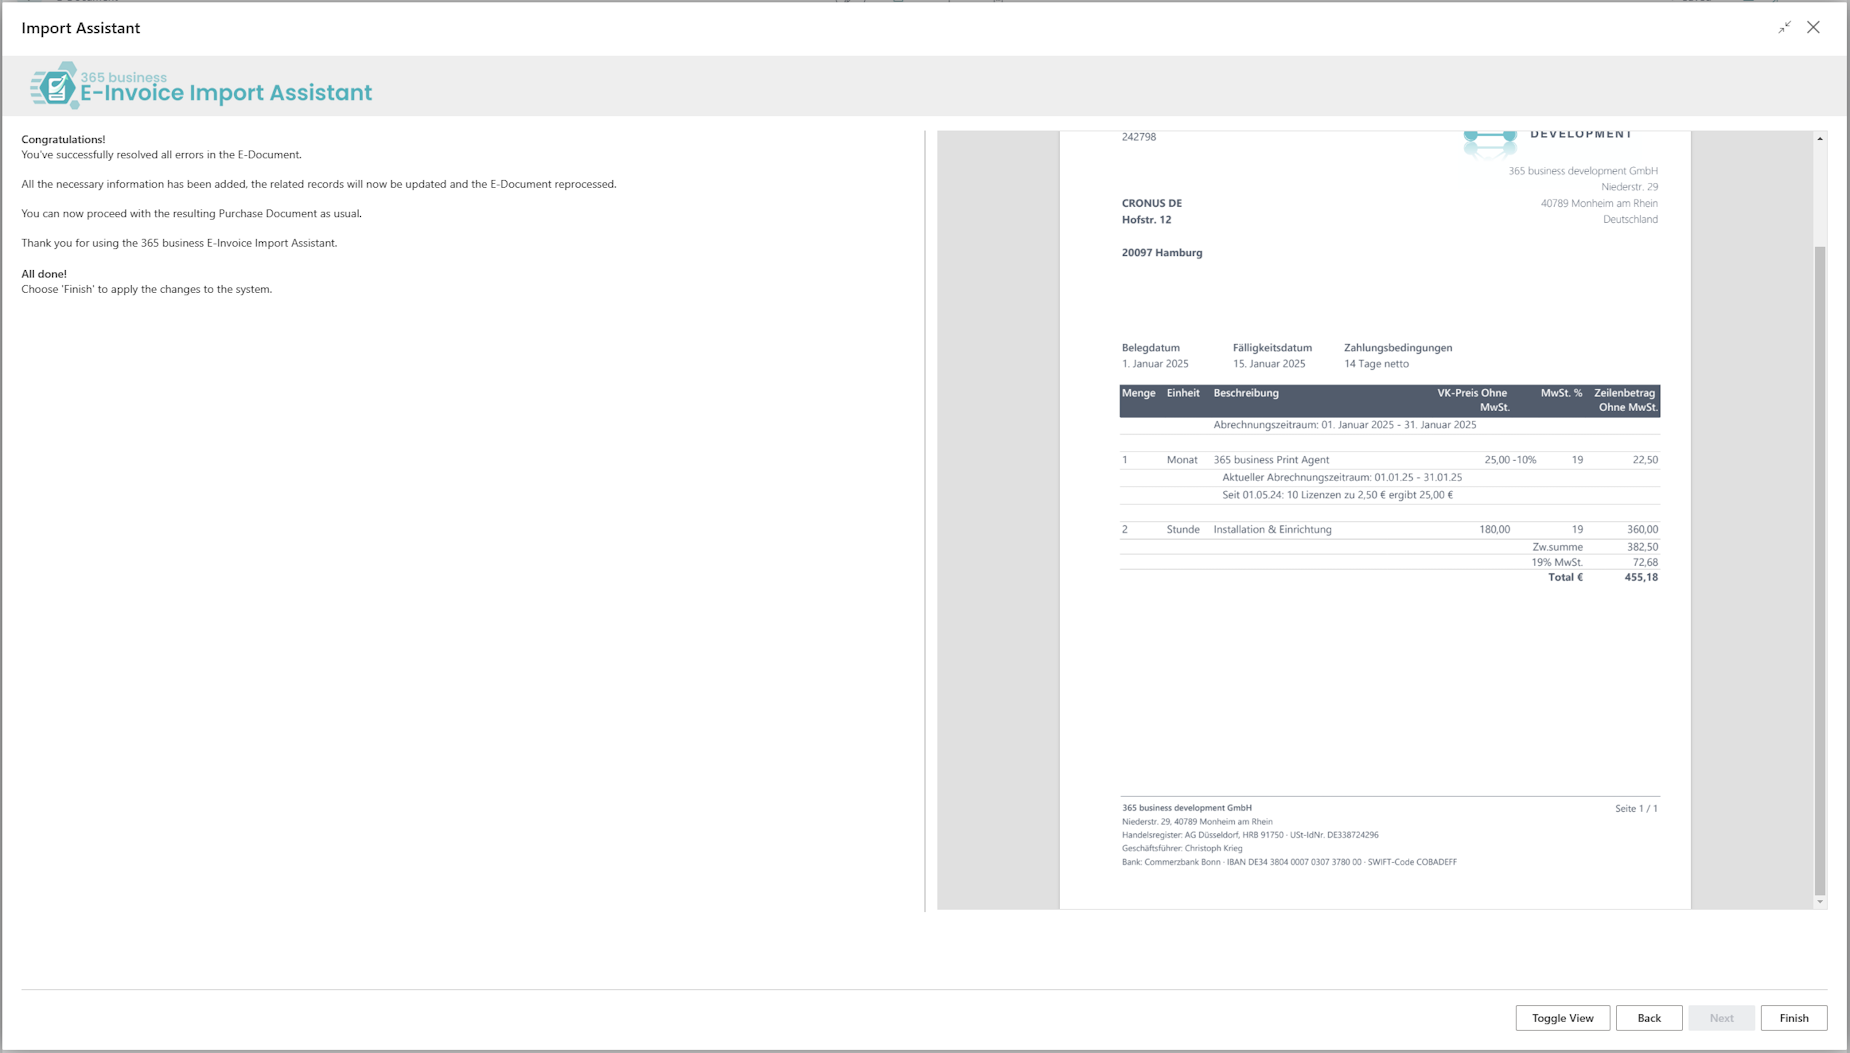 Import Assistant
365 business
E-Invoice Import Assistant
Congratulations!
You've successfully resolved all errors in the E-Document.
All the necessary information has been added, the related records will now be updated and the E-Document reprocessed.
You can now proceed with the resulting Purchase Document as usual.
Thank you for using the 365 business E-Invoice Import Assistant.
All done!
Choose 'Finish' to apply the changes to the system.
242798
DEVELOPMENT
365 business development GmbH
Niederstr. 29
40789 Monheim am Rhein
Deutschland
CRONUS DE
Hofstr. 12
20097 Hamburg
Belegdatum Fälligkeitsdatum Zahlungsbedingungen
1. Januar 2025 15. Januar 2025 14 Tage netto
Menge Einheit Beschreibung VK-Preis Ohne MwSt. % Zeilenbetrag
MwSt. Ohne MwSt.
Abrechnungszeitraum: 01. Januar 2025 - 31. Januar 2025
1 Monat 365 business Print Agent 25,00 -10% 19 22,50
Aktueller Abrechnungszeitraum: 01.01.25 - 31.01.25
Seit 01.05.24: 10 Lizenzen zu 2,50 € ergibt 25,00 €
2 Stunde Installation & Einrichtung 180,00 19 360,00
Zw.summe 382,50
19% MwSt. 72,68
Total € 455,18
365 business development GmbH Seite 1 / 1
Niederstr. 29, 40789 Monheim am Rhein
Handelsregister: AG Düsseldorf, HRB 91750 · USt-IdNr. DE338724296
Geschäftsführer: Christoph Krieg
Bank: Commerzbank Bonn · IBAN DE34 3804 0007 0307 3780 00 · SWIFT-Code COBADEFF
Toggle View Back Next Finish